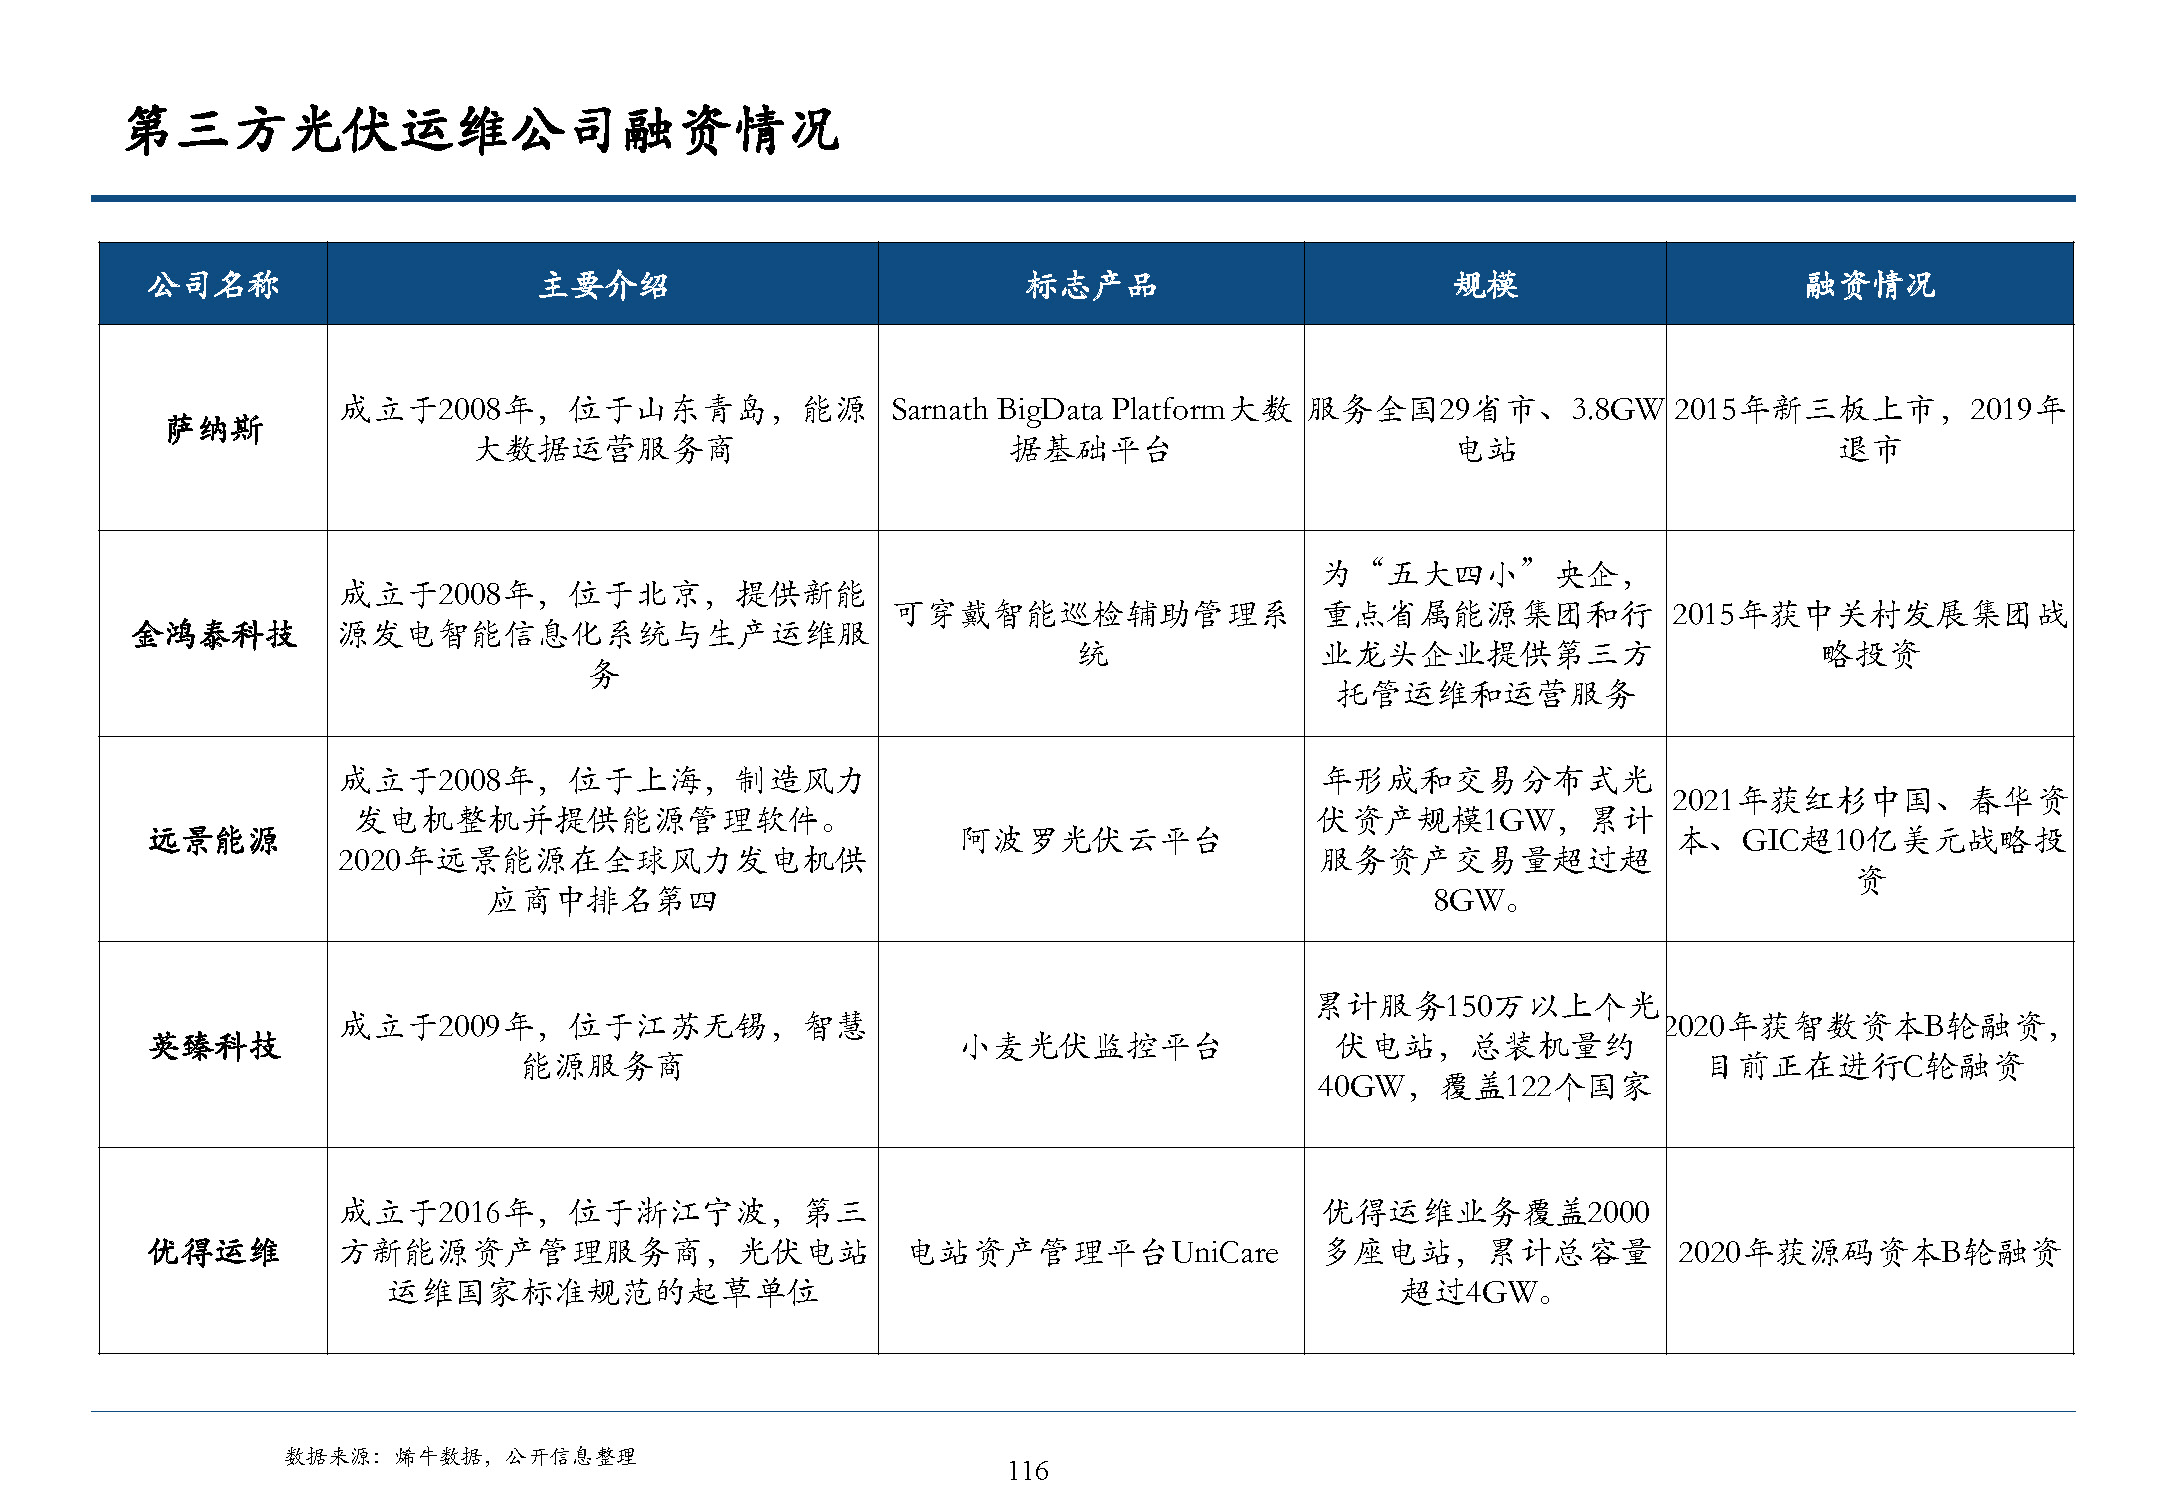 第三方光伏运维公司融资情况
公司名称 主要介绍 标志产品 规模 融资情况
萨纳斯
成立于2008年，位于山东青岛，能源
大数据运营服务商
Sarnath BigData Platform大数
据基础平台
服务全国29省市、3.8GW
电站
2015年新三板上市，2019年
退市
金鸿泰科技
成立于2008年，位于北京，提供新能
源发电智能信息化系统与生产运维服
务
可穿戴智能巡检辅助管理系
统
为“五大四小”央企，
重点省属能源集团和行
业龙头企业提供第三方
托管运维和运营服务
2015年获中关村发展集团战
略投资
远景能源
成立于2008年，位于上海，制造风力
发电机整机并提供能源管理软件。
2020年远景能源在全球风力发电机供
应商中排名第四
阿波罗光伏云平台
年形成和交易分布式光
伏资产规模1GW，累计
服务资产交易量超过超
8GW。
2021年获红杉中国、春华资
本、GIC超10亿美元战略投
资
英臻科技
成立于2009年，位于江苏无锡，智慧
能源服务商
小麦光伏监控平台
累计服务150万以上个光
伏电站，总装机量约
40GW，覆盖122个国家
2020年获智数资本B轮融资，
目前正在进行C轮融资
优得运维
成立于2016年，位于浙江宁波，第三
方新能源资产管理服务商，光伏电站
运维国家标准规范的起草单位
电站资产管理平台UniCare
优得运维业务覆盖2000
多座电站，累计总容量
超过4GW。
2020年获源码资本B轮融资
数据来源：烯牛数据，公开信息整理
116